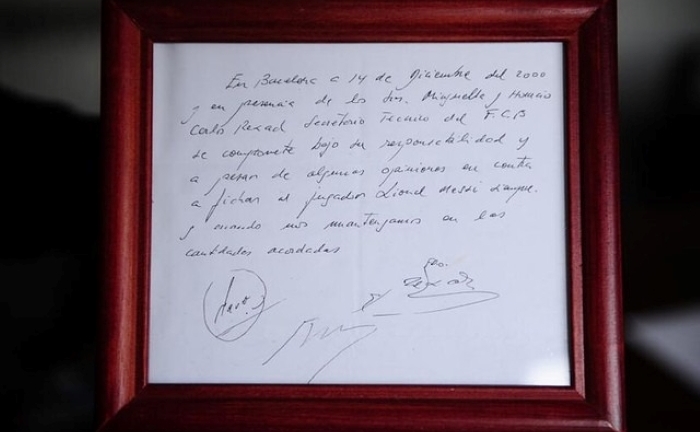 En Barcelona a 14 de Diciembre del 2000
y en presencia de los Sres. Minguella y Horacio
Carlos Rexach Secretario Tecnico del F.C.B
se compromete bajo su responsabilidad y
a pesar de algunas opiniones en contra
a fichar al jugador Lionel Messi siempre
y cuando nos mantengamos en las
cantidades acordadas